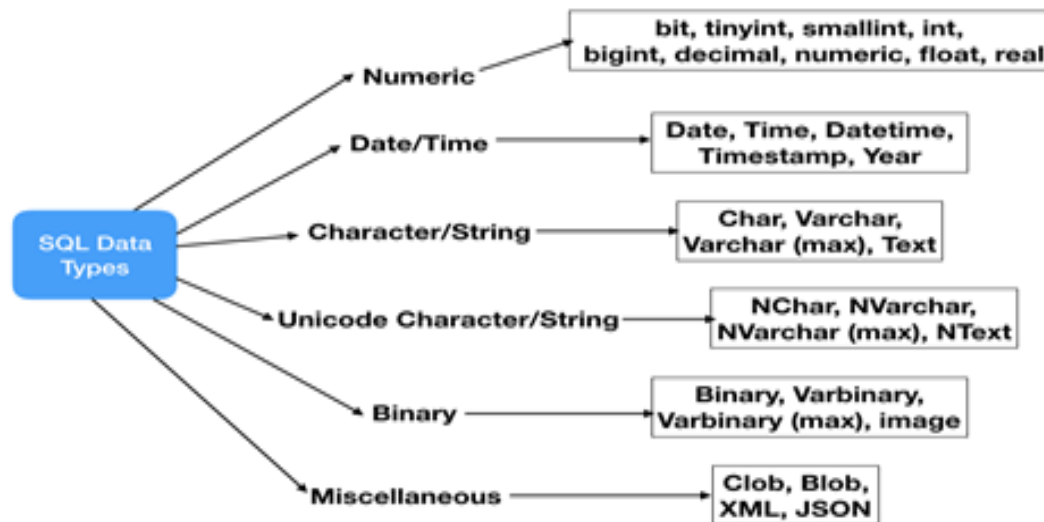 bit, tinyint, smallint, int,
bigint, decimal, numeric, float, real
Numeric
Date/Time
Date, Time, Datetime,
Timestamp, Year
SQL Data
Types
Character/String
Char, Varchar,
Varchar (max), Text
Unicode Character/String
NChar, NVarchar,
NVarchar (max), NText
Binary
Binary, Varbinary,
Varbinary (max), image
Miscellaneous
Clob, Blob,
XML, JSON